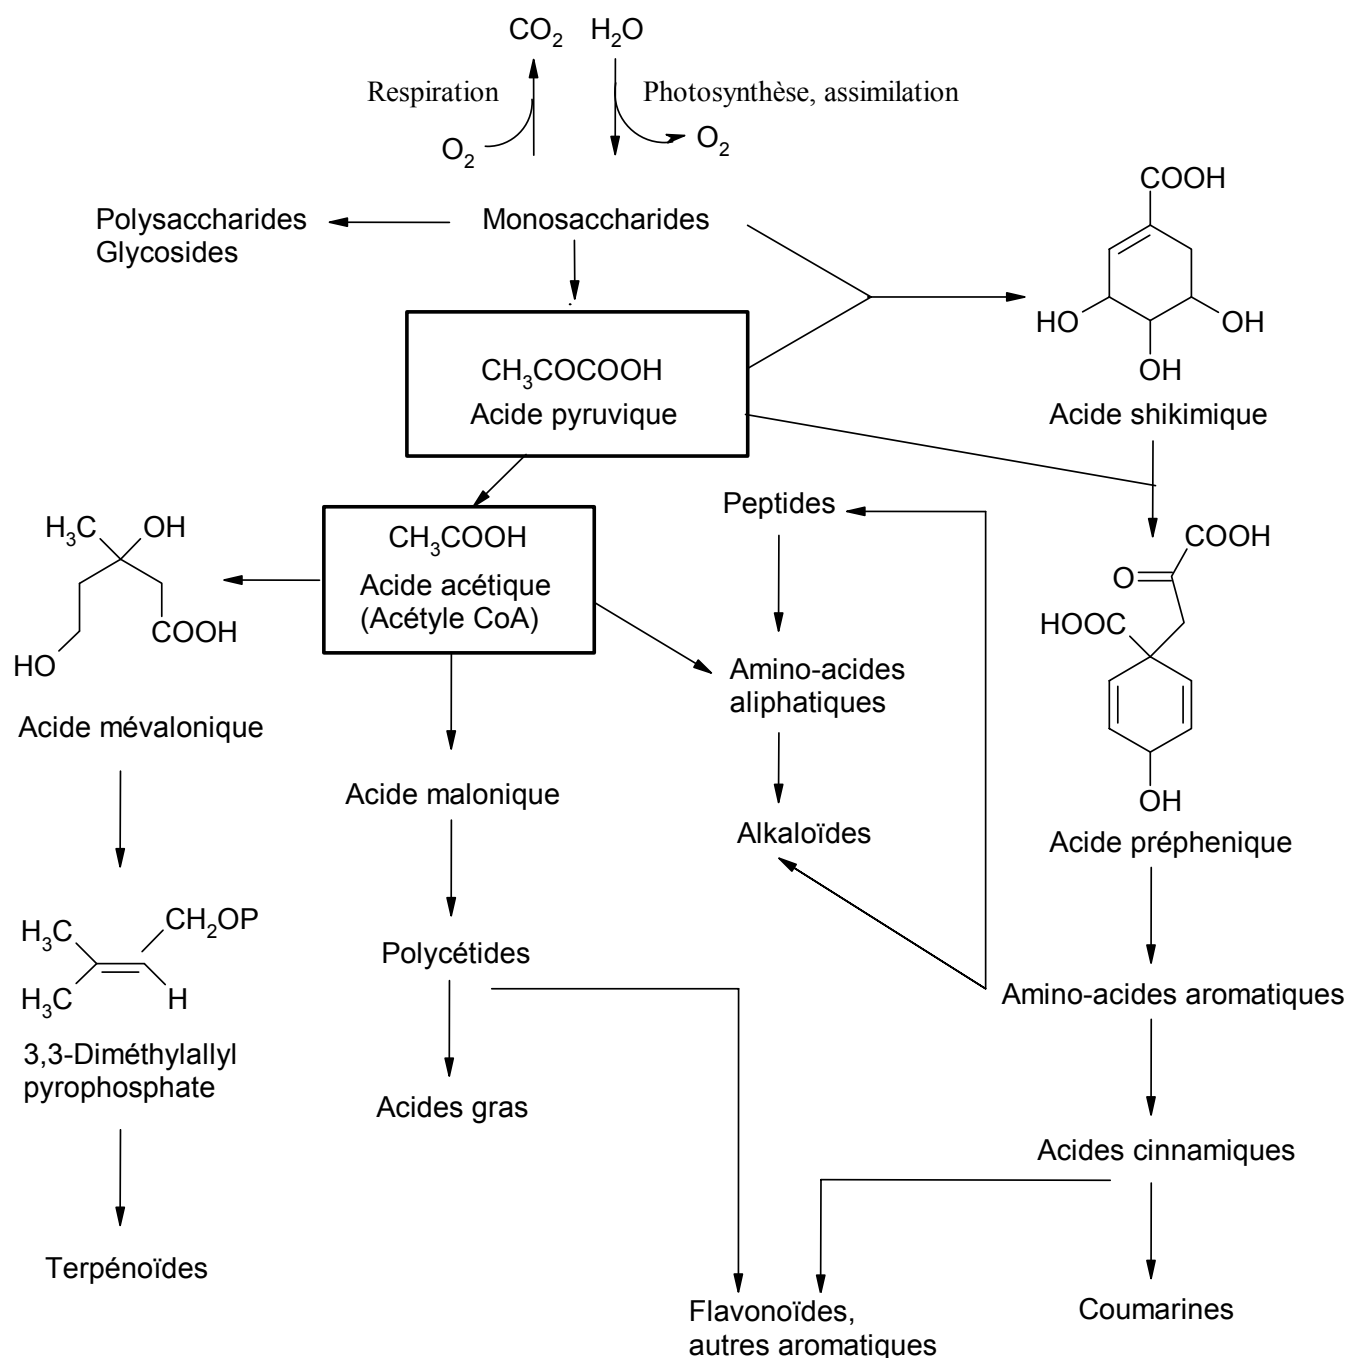 CO2 H2O
Respiration
Photosynthèse, assimilation
O2
O2
Polysaccharides
Glycosides
Monosaccharides
COOH
HO
OH
OH
Acide shikimique
CH3COCOOH
Acide pyruvique
CH3COOH
Acide acétique
(Acétyle CoA)
H3C
OH
COOH
HO
Acide mévalonique
Peptides
Amino-acides
aliphatiques
Alkaloïdes
COOH
O
HOOC
OH
Acide préphenique
Acide malonique
Polycétides
Acides gras
CH2OP
H3C
H3C
H
3,3-Diméthylallyl
pyrophosphate
Terpénoïdes
Amino-acides aromatiques
Acides cinnamiques
Flavonoïdes,
autres aromatiques
Coumarines